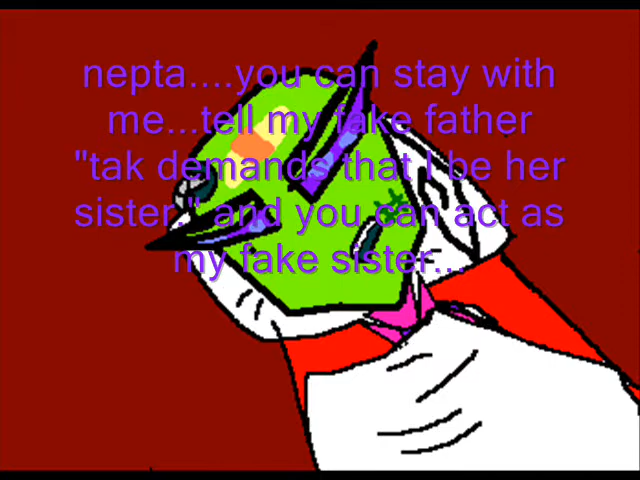 nepta....you can stay with
me...tell my fake father
"tak demands that I be her
sister." and you can act as
my fake sister...